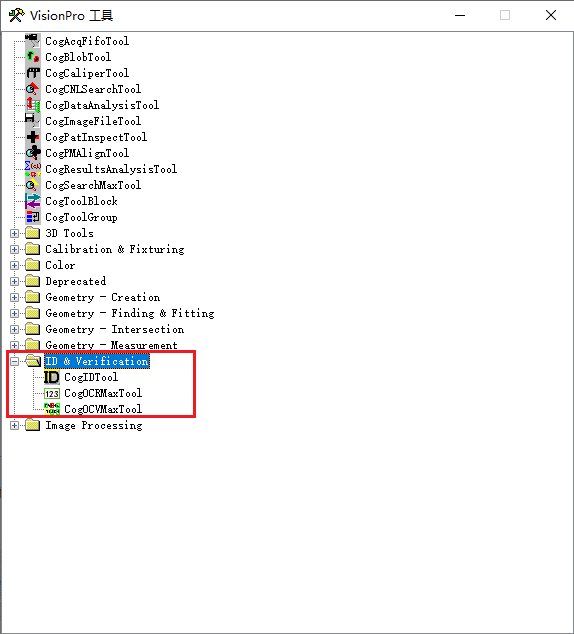 VisionPro 工具
CogAcqFifoTool
CogBlobTool
CogCaliperTool
CogCNLSearchTool
CogDataAnalysisTool
CogImageFileTool
CogPatInspectTool
CogPMAlignTool
CogResultsAnalysisTool
CogSearchMaxTool
CogToolBlock
CogToolGroup
3D Tools
Calibration & Fixturing
Color
Deprecated
Geometry - Creation
Geometry - Finding & Fitting
Geometry - Intersection
Geometry - Measurement
ID & Verification
ID CogIDTool
123 CogOCRMaxTool
CogOCVMaxTool
Image Processing